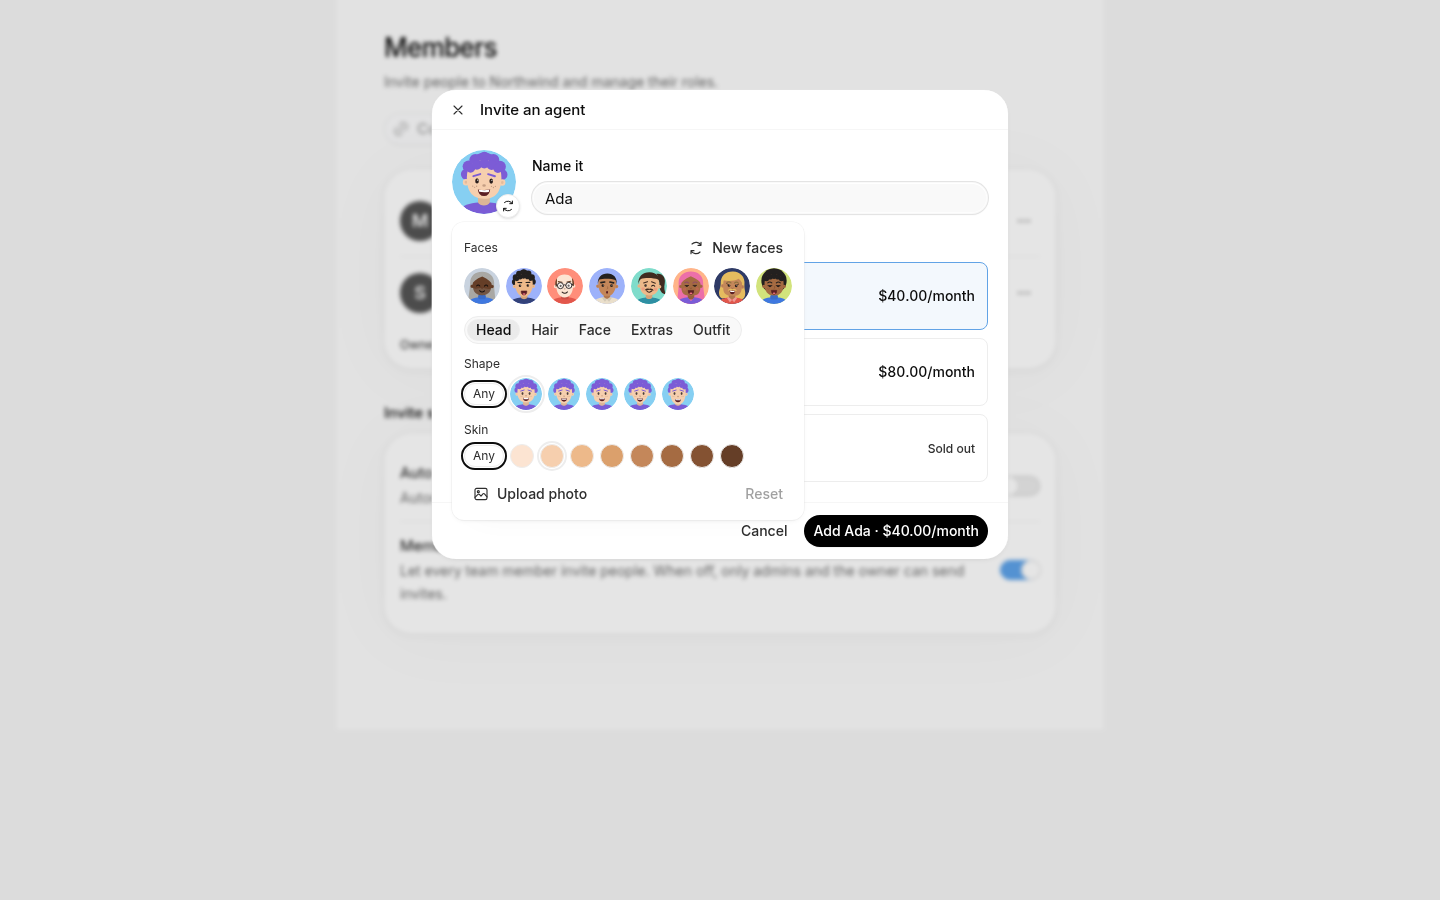 Members
Invite people to Northwind and manage their roles.
Invite an agent
M
Name it
Ada
S
Faces
New faces
$40.00/month
Head
Hair
Face
Extras
Outfit
Shape
$80.00/month
Any
Skin
Any
Sold out
Upload photo
Reset
Cancel
Add Ada · $40.00/month
Let every team member invite people. When off, only admins and the owner can send
invites.